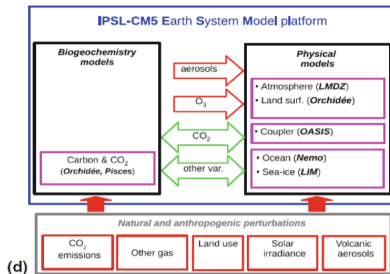 IPSL-CM5 Earth System Model platform
Biogeochemistry
models
Carbon & CO2
(Orchidée, Pisces)
aerosols
O3
CO2
other var.
Physical
models
• Atmosphere (LMDZ)
• Land surf. (Orchidée)
• Coupler (OASIS)
• Ocean (Nemo)
• Sea-ice (LIM)
Natural and anthropogenic perturbations
CO2
emissions
Other gas
Land use
Solar
irradiance
Volcanic
aerosols
(d)